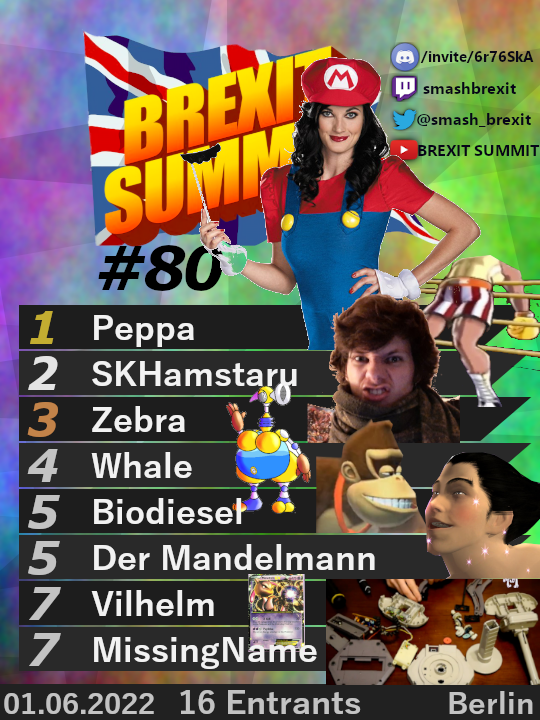 BREXIT
SUMMIT
#80
/invite/6r76SkA
smashbrexit
@smash_brexit
BREXIT SUMMIT
1 Peppa
2 SKHamstaru
3 Zebra
4 Whale
5 Biodiesel
5 Der Mandelmann
7 Vilhelm
7 MissingName
01.06.2022 16 Entrants Berlin